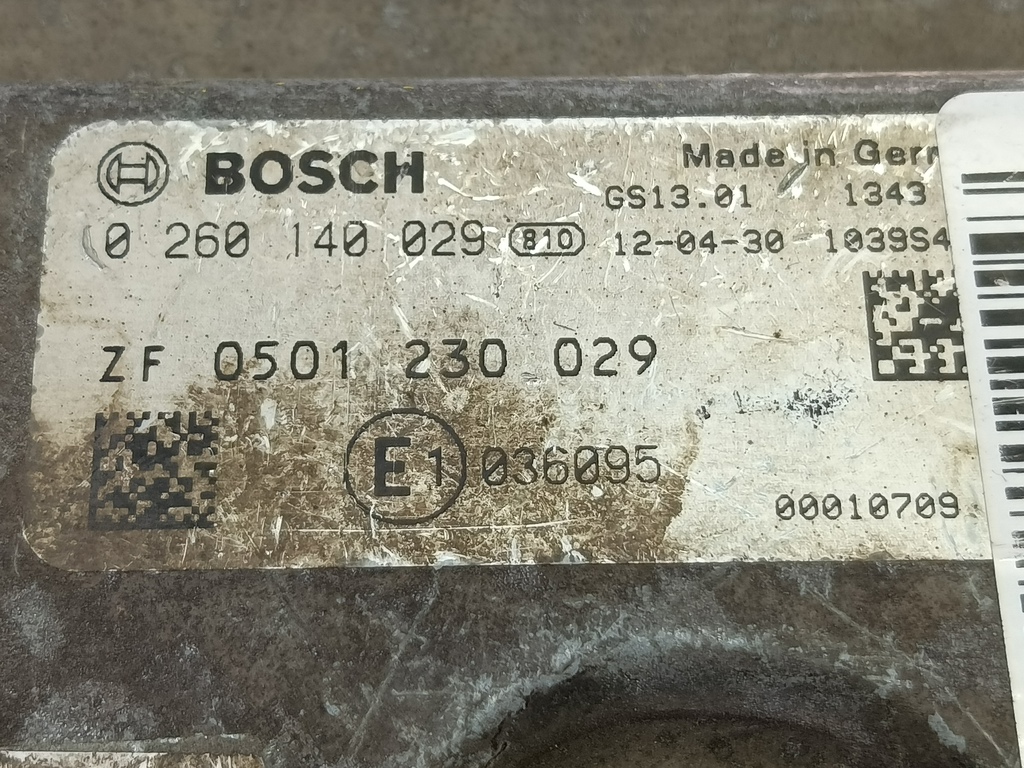 BOSCH Made in Germ
GS13.01 1343
0 260 140 029 810 12-04-30 1039S4
ZF 0501 230 029
E1 036095
00010709